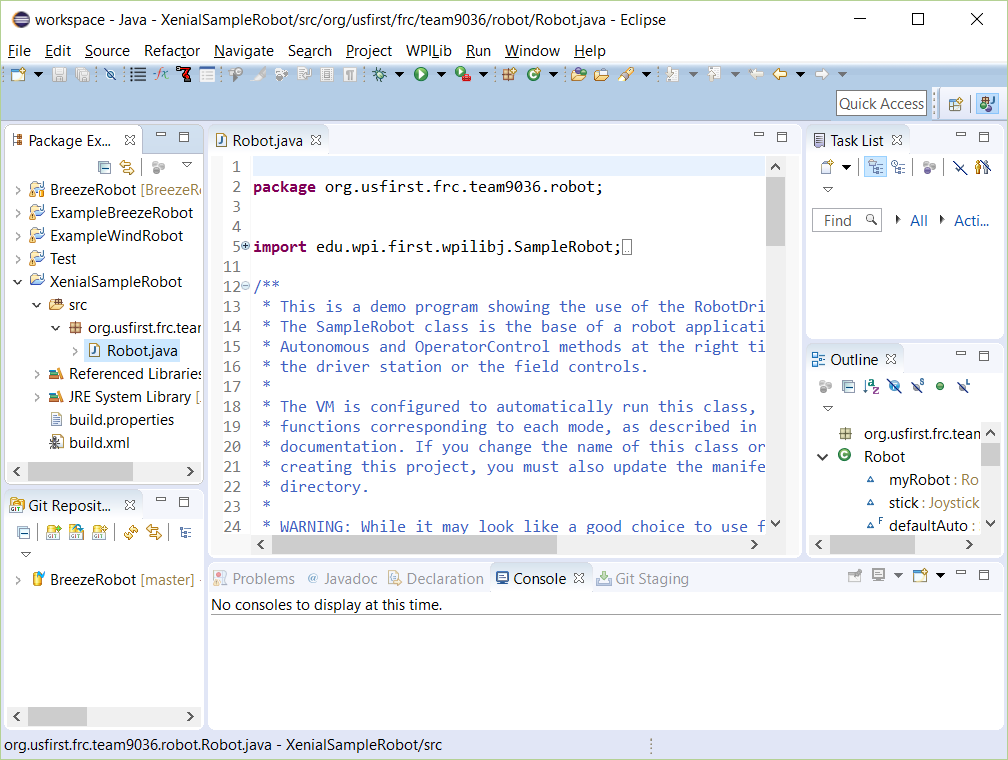 workspace - Java - XenialSampleRobot/src/org/usfirst/frc/team9036/robot/Robot.java - Eclipse
File Edit Source Refactor Navigate Search Project WPILib Run Window Help
Quick Access
Package Ex...
BreezeRobot [BreezeR
ExampleBreezeRobot
ExampleWindRobot
Test
XenialSampleRobot
src
org.usfirst.frc.tear
Robot.java
Referenced Libraries
JRE System Library [
build.properties
build.xml
Git Reposit...
BreezeRobot [master] -
Robot.java
1
2 package org.usfirst.frc.team9036.robot;
3
4
5 import edu.wpi.first.wpilibj.SampleRobot;
11
12 /**
13 * This is a demo program showing the use of the RobotDri
14 * The SampleRobot class is the base of a robot applicati
15 * Autonomous and OperatorControl methods at the right ti
16 * the driver station or the field controls.
17 *
18 * The VM is configured to automatically run this class,
19 * functions corresponding to each mode, as described in
20 * documentation. If you change the name of this class or
21 * creating this project, you must also update the manife
22 * directory.
23 *
24 * WARNING: While it may look like a good choice to use f
Task List
Find All Acti...
Outline
org.usfirst.frc.tean
Robot
myRobot : Ro
stick : Joystick
F defaultAuto :
Problems @ Javadoc Declaration Console Git Staging
No consoles to display at this time.
org.usfirst.frc.team9036.robot.Robot.java - XenialSampleRobot/src